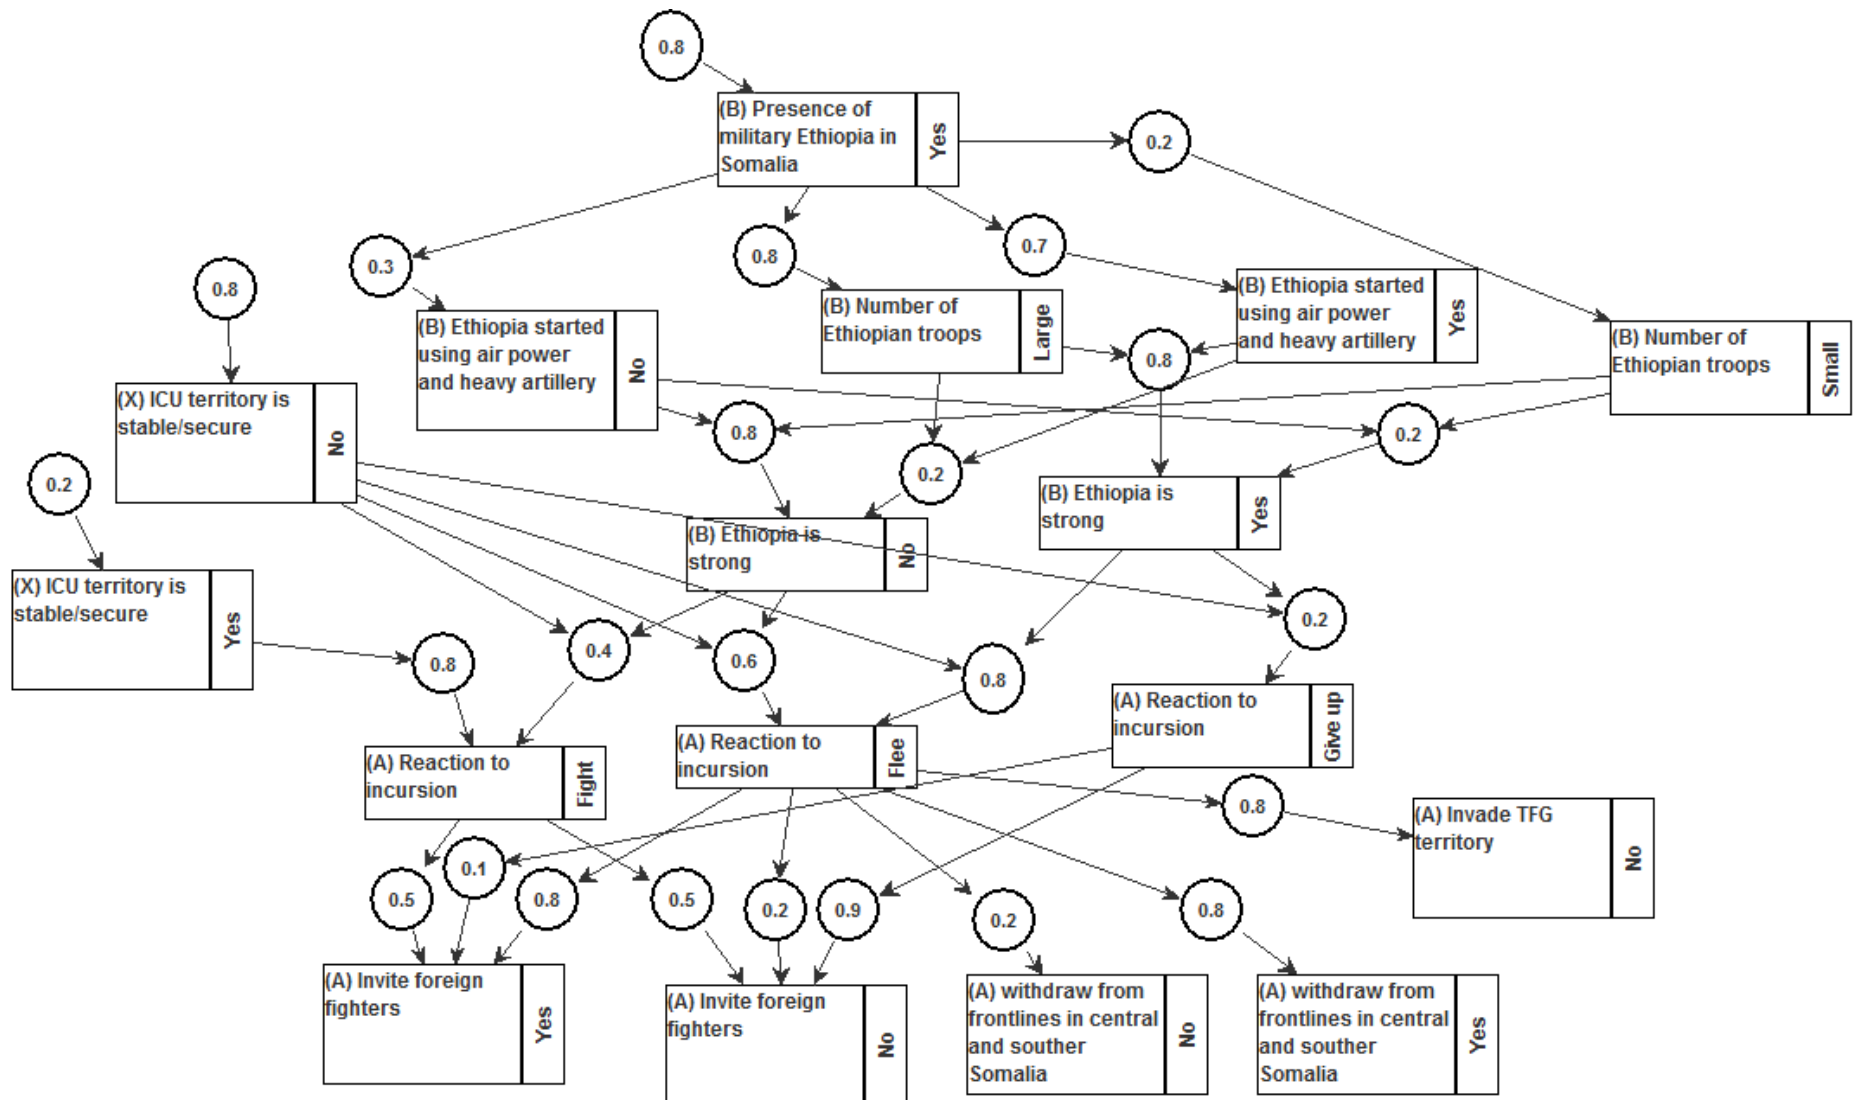 0.8
(B) Presence of
military Ethiopia in
Somalia
Yes
0.2
0.3
0.8
0.7
0.8
(B) Ethiopia started
using air power
and heavy artillery
No
(B) Number of
Ethiopian troops
Large
(B) Ethiopia started
using air power
and heavy artillery
Yes
(B) Number of
Ethiopian troops
Small
0.8
(X) ICU territory is
stable/secure
No
0.8
0.2
0.2
0.2
(B) Ethiopia is
strong
Yes
(B) Ethiopia is
strong
No
(X) ICU territory is
stable/secure
Yes
0.8
0.4
0.6
0.8
0.2
(A) Reaction to
incursion
Fight
(A) Reaction to
incursion
Flee
(A) Reaction to
incursion
Give up
0.8
(A) Invade TFG
territory
No
0.5
0.1
0.8
0.5
0.2
0.9
0.2
0.8
(A) Invite foreign
fighters
Yes
(A) Invite foreign
fighters
No
(A) withdraw from
frontlines in central
and souther
Somalia
No
(A) withdraw from
frontlines in central
and souther
Somalia
Yes